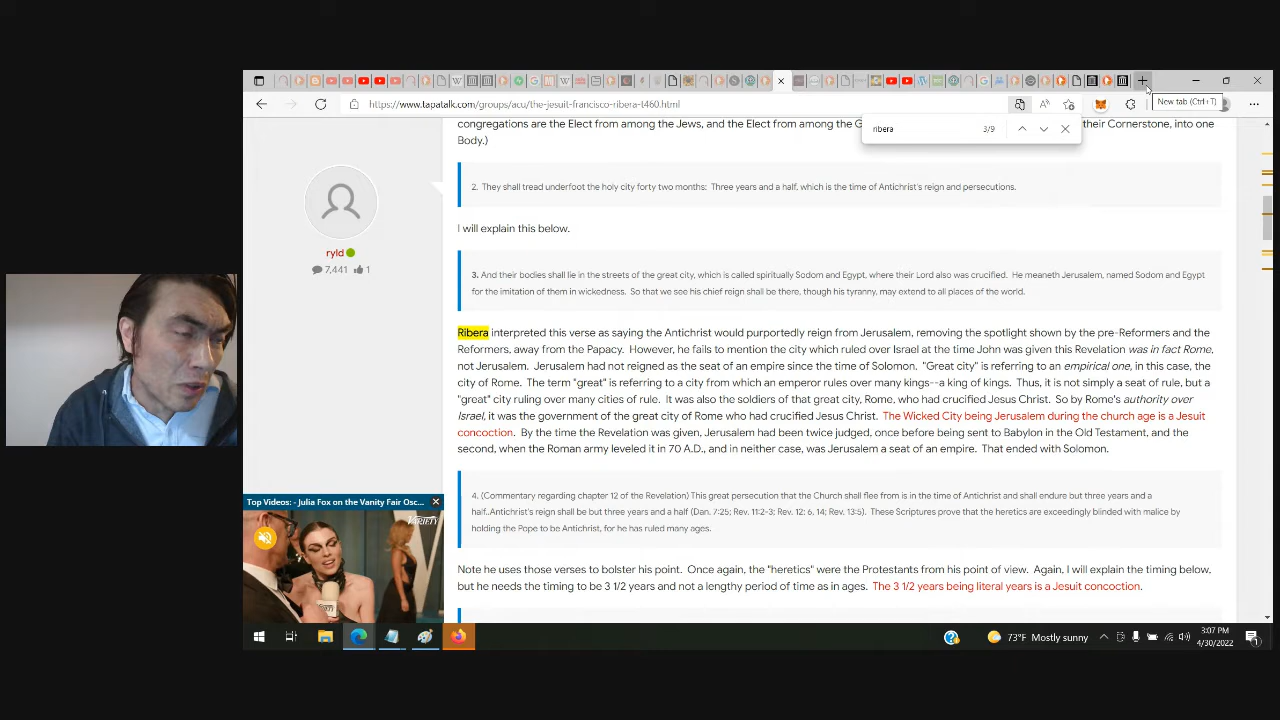 https://www.tapatalk.com/groups/acu/the-jesuit-francisco-ribera-t460.html
New tab (Ctrl+T)
ribera
3/9
congregations are the Elect from among the Jews, and the Elect from among the G
their Cornerstone, into one
Body.)
2. They shall tread underfoot the holy city forty two months: Three years and a half, which is the time of Antichrist's reign and persecutions.
I will explain this below.
ryld
7,441
1
3. And their bodies shall lie in the streets of the great city, which is called spiritually Sodom and Egypt, where their Lord also was crucified. He meaneth Jerusalem, named Sodom and Egypt
for the imitation of them in wickedness. So that we see his chief reign shall be there, though his tyranny, may extend to all places of the world.
Ribera interpreted this verse as saying the Antichrist would purportedly reign from Jerusalem, removing the spotlight shown by the pre-Reformers and the
Reformers, away from the Papacy. However, he fails to mention the city which ruled over Israel at the time John was given this Revelation was in fact Rome,
not Jerusalem. Jerusalem had not reigned as the seat of an empire since the time of Solomon. "Great city" is referring to an empirical one, in this case, the
city of Rome. The term "great" is referring to a city from which an emperor rules over many kings--a king of kings. Thus, it is not simply a seat of rule, but a
"great" city ruling over many cities of rule. It was also the soldiers of that great city, Rome, who had crucified Jesus Christ. So by Rome's authority over
Israel, it was the government of the great city of Rome who had crucified Jesus Christ. The Wicked City being Jerusalem during the church age is a Jesuit
concoction. By the time the Revelation was given, Jerusalem had been twice judged, once before being sent to Babylon in the Old Testament, and the
second, when the Roman army leveled it in 70 A.D., and in neither case, was Jerusalem a seat of an empire. That ended with Solomon.
4. (Commentary regarding chapter 12 of the Revelation) This great persecution that the Church shall flee from is in the time of Antichrist and shall endure but three years and a
half..Antichrist's reign shall be but three years and a half (Dan. 7:25; Rev. 11:2-3; Rev. 12: 6, 14; Rev. 13:5). These Scriptures prove that the heretics are exceedingly blinded with malice by
holding the Pope to be Antichrist, for he has ruled many ages.
Top Videos: - Julia Fox on the Vanity Fair Osc...
VARIETY
Note he uses those verses to bolster his point. Once again, the "heretics" were the Protestants from his point of view. Again, I will explain the timing below,
but he needs the timing to be 3 1/2 years and not a lengthy period of time as in ages. The 3 1/2 years being literal years is a Jesuit concoction.
73°F Mostly sunny
3:07 PM
4/30/2022